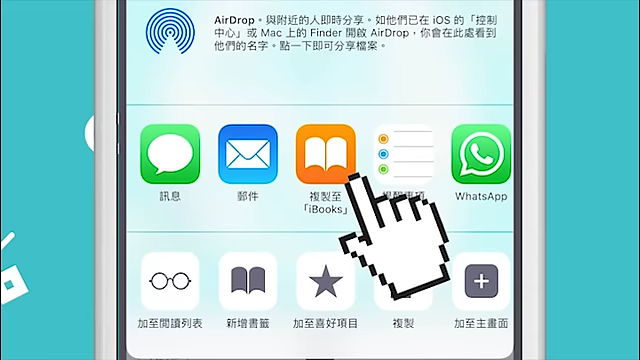 AirDrop。與附近的人即時分享。如他們已在 iOS 的「控制
中心」或 Mac 上的 Finder 開啟 AirDrop，你會在此處看到
他們的名字。點一下即可分享檔案。
訊息
郵件
複製至
「iBooks」
WhatsApp
加至閱讀列表
新增書籤
加至喜好項目
複製
加至主畫面